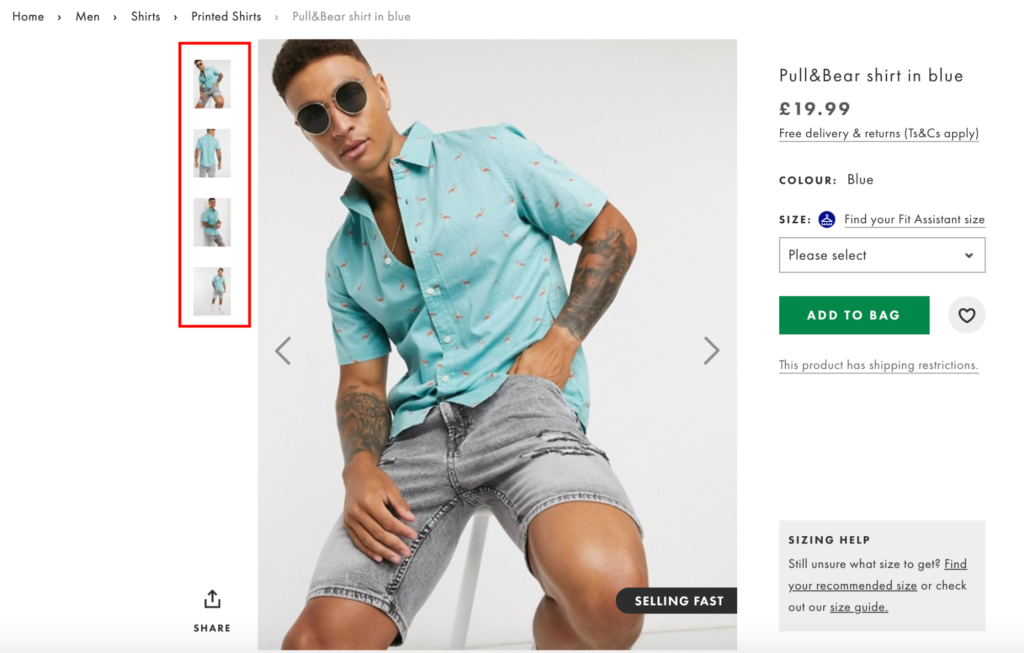 Home › Men › Shirts › Printed Shirts › Pull&Bear shirt in blue
Pull&Bear shirt in blue
£19.99
Free delivery & returns (Ts&Cs apply)
COLOUR: Blue
SIZE: Find your Fit Assistant size
Please select
ADD TO BAG
This product has shipping restrictions.
SIZING HELP
Still unsure what size to get? Find
your recommended size or check
out our size guide.
SELLING FAST
SHARE